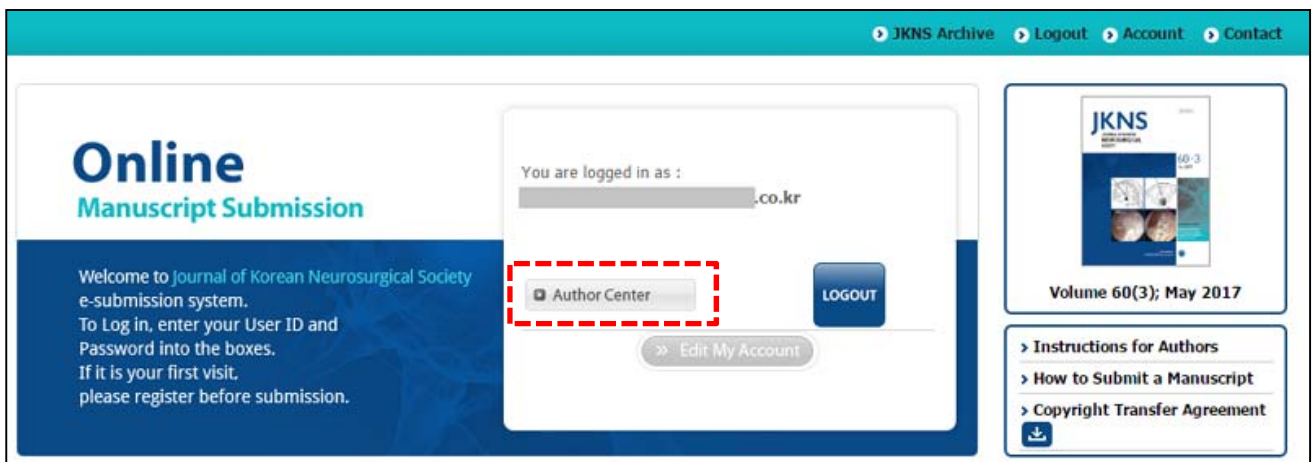 JKNS Archive Logout Account Contact
Online
Manuscript Submission
Welcome to Journal of Korean Neurosurgical Society
e-submission system.
To Log in, enter your User ID and
Password into the boxes.
If it is your first visit,
please register before submission.
You are logged in as :
.co.kr
Author Center
LOGOUT
Edit My Account
JKNS
60·3
Volume 60(3); May 2017
Instructions for Authors
How to Submit a Manuscript
Copyright Transfer Agreement